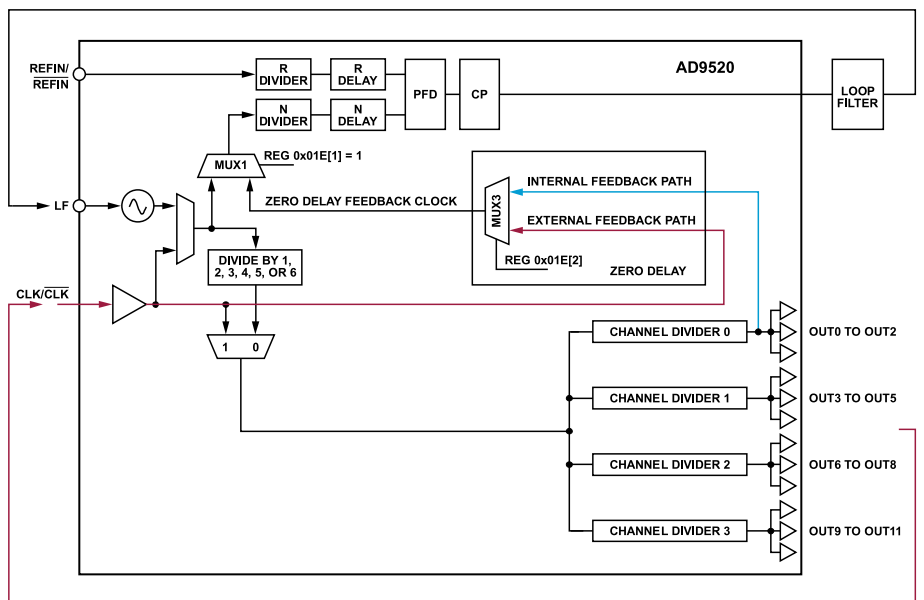 AD9520
REFIN/
REFIN
R
DIVIDER
R
DELAY
PFD
CP
LOOP
FILTER
N
DIVIDER
N
DELAY
MUX1
REG 0x01E[1] = 1
LF
ZERO DELAY FEEDBACK CLOCK
MUX3
INTERNAL FEEDBACK PATH
EXTERNAL FEEDBACK PATH
REG 0x01E[2]
ZERO DELAY
DIVIDE BY 1,
2, 3, 4, 5, OR 6
CLK/CLK
1 0
CHANNEL DIVIDER 0
OUT0 TO OUT2
CHANNEL DIVIDER 1
OUT3 TO OUT5
CHANNEL DIVIDER 2
OUT6 TO OUT8
CHANNEL DIVIDER 3
OUT9 TO OUT11